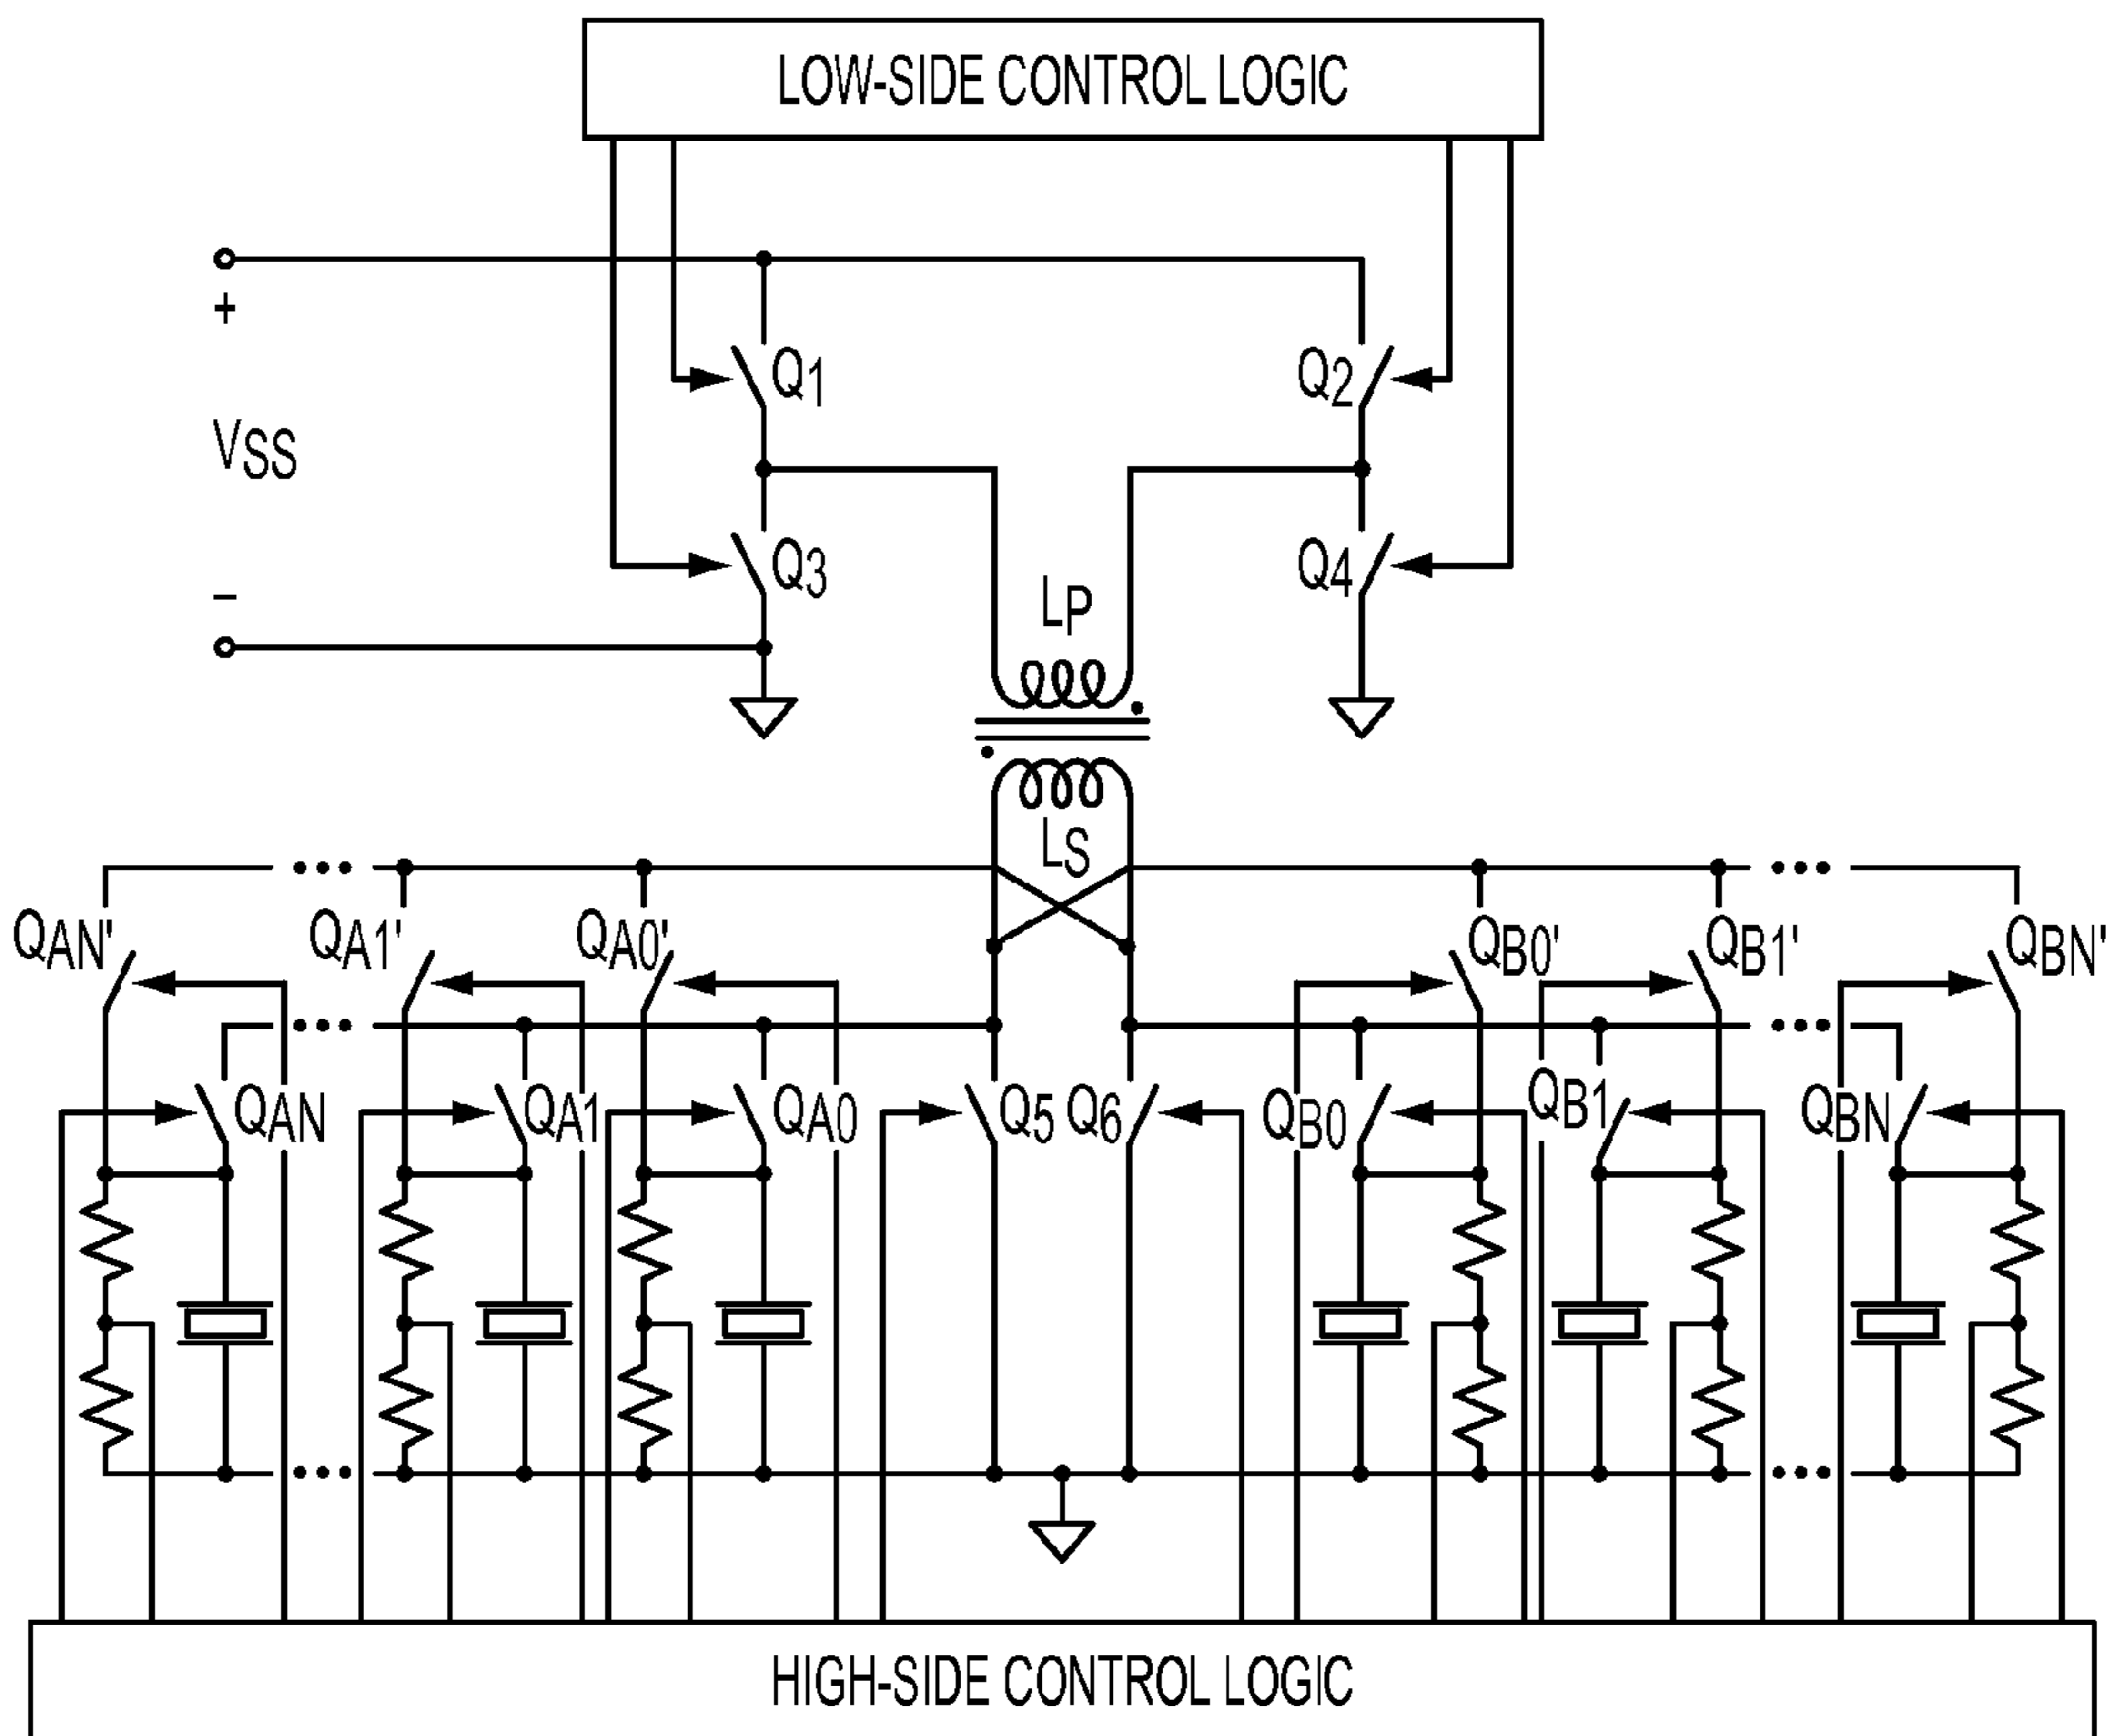 LOW-SIDE CONTROL LOGIC
+
Q1
Q2
VSS
Q3
Q4
−
LP
LS
QAN'
QA1'
QA0'
QB0'
QB1'
QBN'
QAN
QA1
QA0
Q5
Q6
QB0
QB1
QBN
HIGH-SIDE CONTROL LOGIC